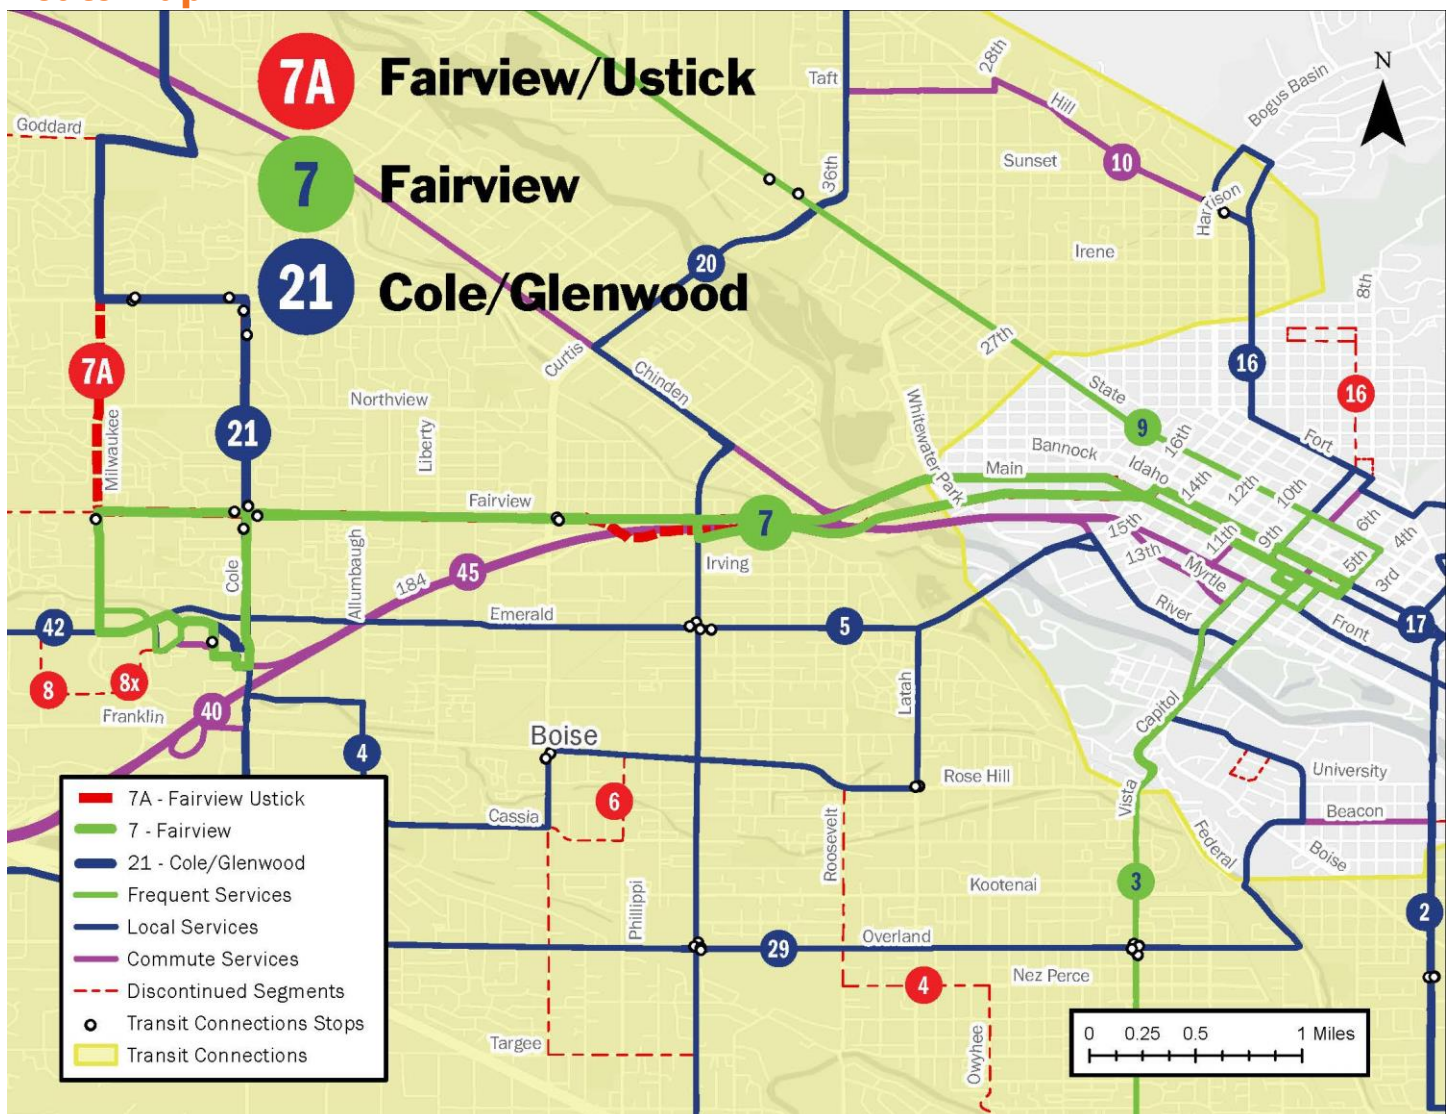 7A Fairview/Ustick
7 Fairview
21 Cole/Glenwood
N
Taft
28th
Hill
Bogus Basin
Goddard
Sunset
10
36th
Harrison
Irene
20
8th
27th
Curtis
Chinden
State
16
16
7A
Northview
Liberty
Milwaukee
21
Whitewater Park
9
16th
Fort
Bannock
Main
Idaho
14th
12th
10th
6th
4th
Fairview
7
15th
13th
11th
9th
5th
3rd
Myrtle
Irving
Cole
Allumbaugh
184
45
Emerald
5
River
Front
17
42
8
8x
Franklin
40
Latah
Capitol
4
Boise
Rose Hill
University
Vista
Beacon
Cassia
6
Roosevelt
Federal
Boise
Kootenai
3
2
Phillippi
29
Overland
Nez Perce
4
Targee
Owyhee
7A - Fairview Ustick
7 - Fairview
21 - Cole/Glenwood
Frequent Services
Local Services
Commute Services
Discontinued Segments
Transit Connections Stops
Transit Connections
0 0.25 0.5 1 Miles